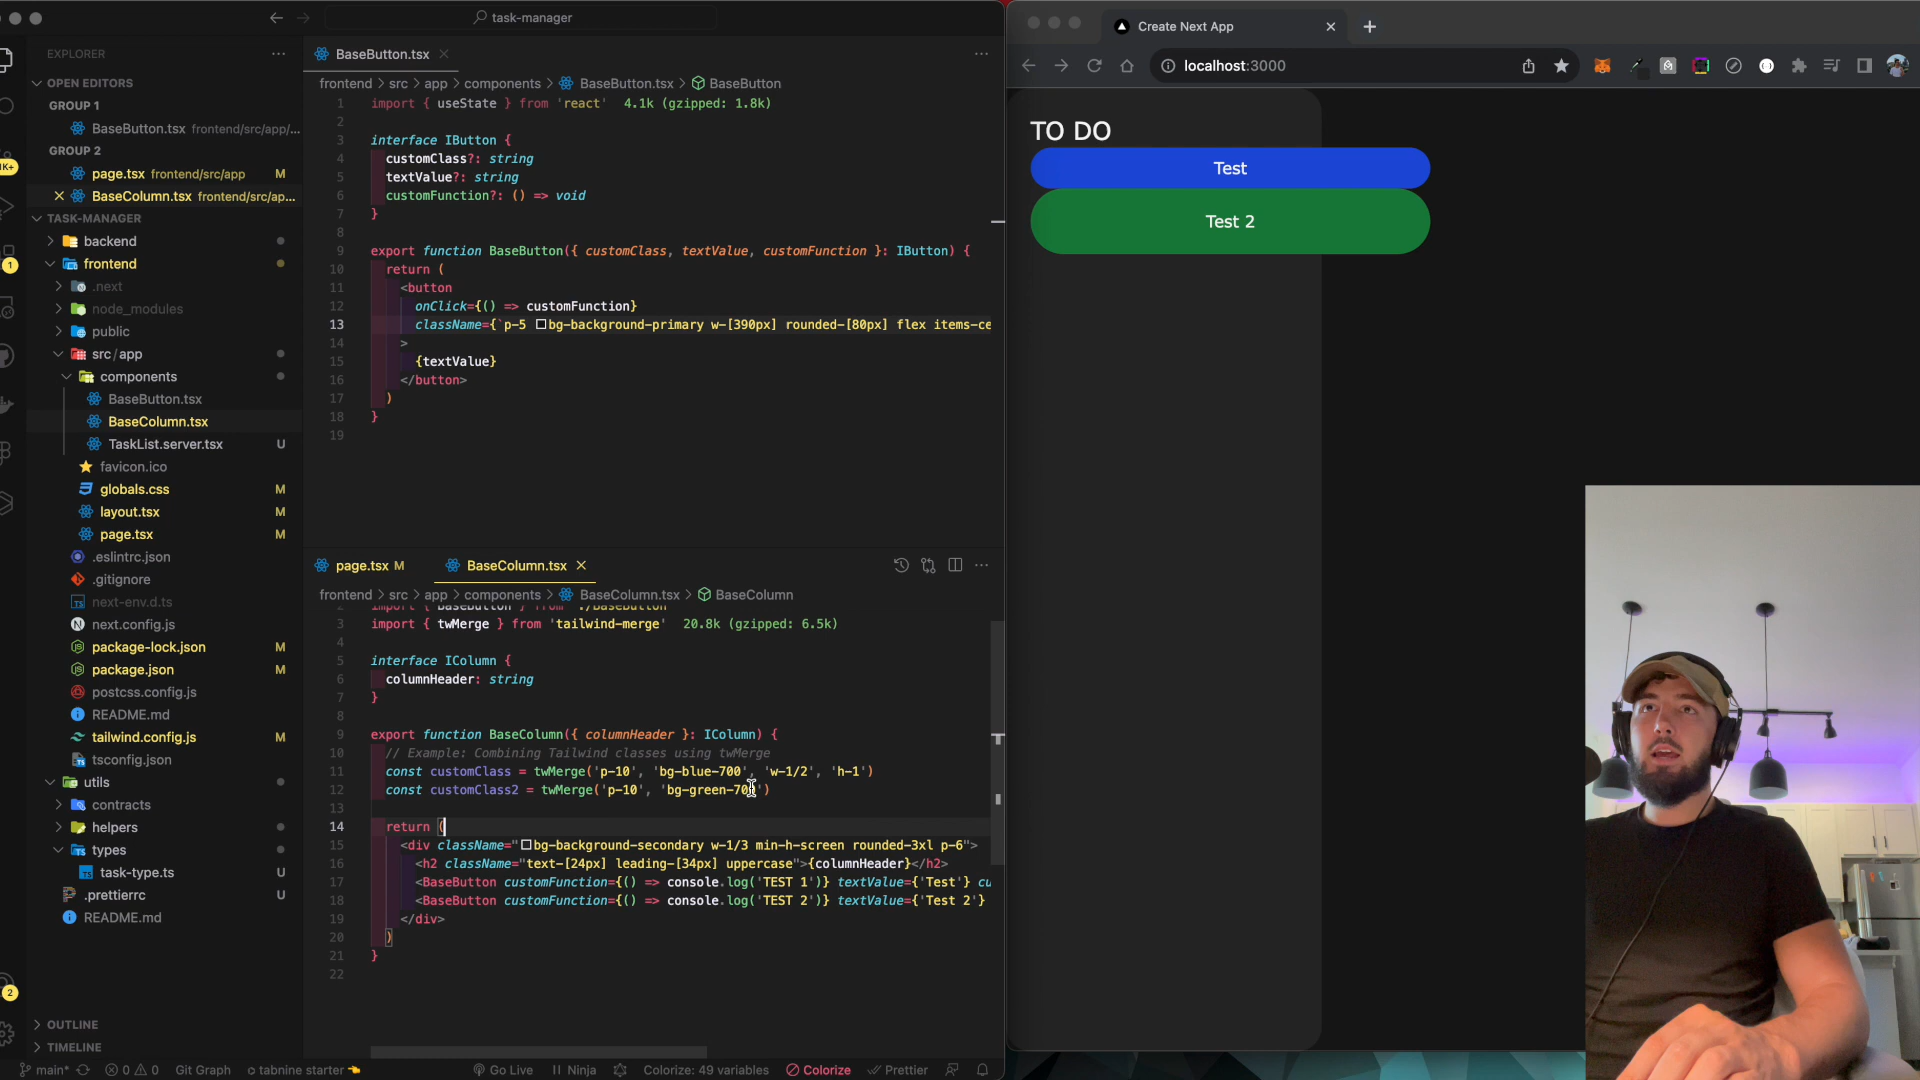 task-manager
EXPLORER
OPEN EDITORS
GROUP 1
BaseButton.tsx frontend/src/app/...
GROUP 2
page.tsx frontend/src/app M
BaseColumn.tsx frontend/src/ap...
TASK-MANAGER
backend
frontend
.next
node_modules
public
src/app
components
BaseButton.tsx
BaseColumn.tsx
TaskList.server.tsx U
favicon.ico
globals.css M
layout.tsx M
page.tsx M
.eslintrc.json
.gitignore
next-env.d.ts
next.config.js
package-lock.json M
package.json M
postcss.config.js
README.md
tailwind.config.js M
tsconfig.json
utils
contracts
helpers
types
task-type.ts U
.prettierrc U
README.md
OUTLINE
TIMELINE
1K+
1
2
BaseButton.tsx
frontend > src > app > components > BaseButton.tsx > BaseButton
1 import { useState } from 'react' 4.1k (gzipped: 1.8k)
2
3 interface IButton {
4 customClass?: string
5 textValue?: string
6 customFunction?: () => void
7 }
8
9 export function BaseButton({ customClass, textValue, customFunction }: IButton) {
10 return (
11 <button
12 onClick={() => customFunction}
13 className={`p-5 bg-background-primary w-[390px] rounded-[80px] flex items-ce
14 >
15 {textValue}
16 </button>
17 )
18 }
19
page.tsx M BaseColumn.tsx
frontend > src > app > components > BaseColumn.tsx > BaseColumn
2 import { BaseButton } from './BaseButton'
3 import { twMerge } from 'tailwind-merge' 20.8k (gzipped: 6.5k)
4
5 interface IColumn {
6 columnHeader: string
7 }
8
9 export function BaseColumn({ columnHeader }: IColumn) {
10 // Example: Combining Tailwind classes using twMerge
11 const customClass = twMerge('p-10', 'bg-blue-700', 'w-1/2', 'h-1')
12 const customClass2 = twMerge('p-10', 'bg-green-700')
13
14 return (
15 <div className="bg-background-secondary w-1/3 min-h-screen rounded-3xl p-6">
16 <h2 className="text-[24px] leading-[34px] uppercase">{columnHeader}</h2>
17 <BaseButton customFunction={() => console.log('TEST 1')} textValue={'Test'} cu
18 <BaseButton customFunction={() => console.log('TEST 2')} textValue={'Test 2'}
19 </div>
20 )
21 }
22
main* 0 0 Git Graph tabnine starter Go Live Ninja Colorize: 49 variables Colorize Prettier
Create Next App
localhost:3000
TO DO
Test
Test 2